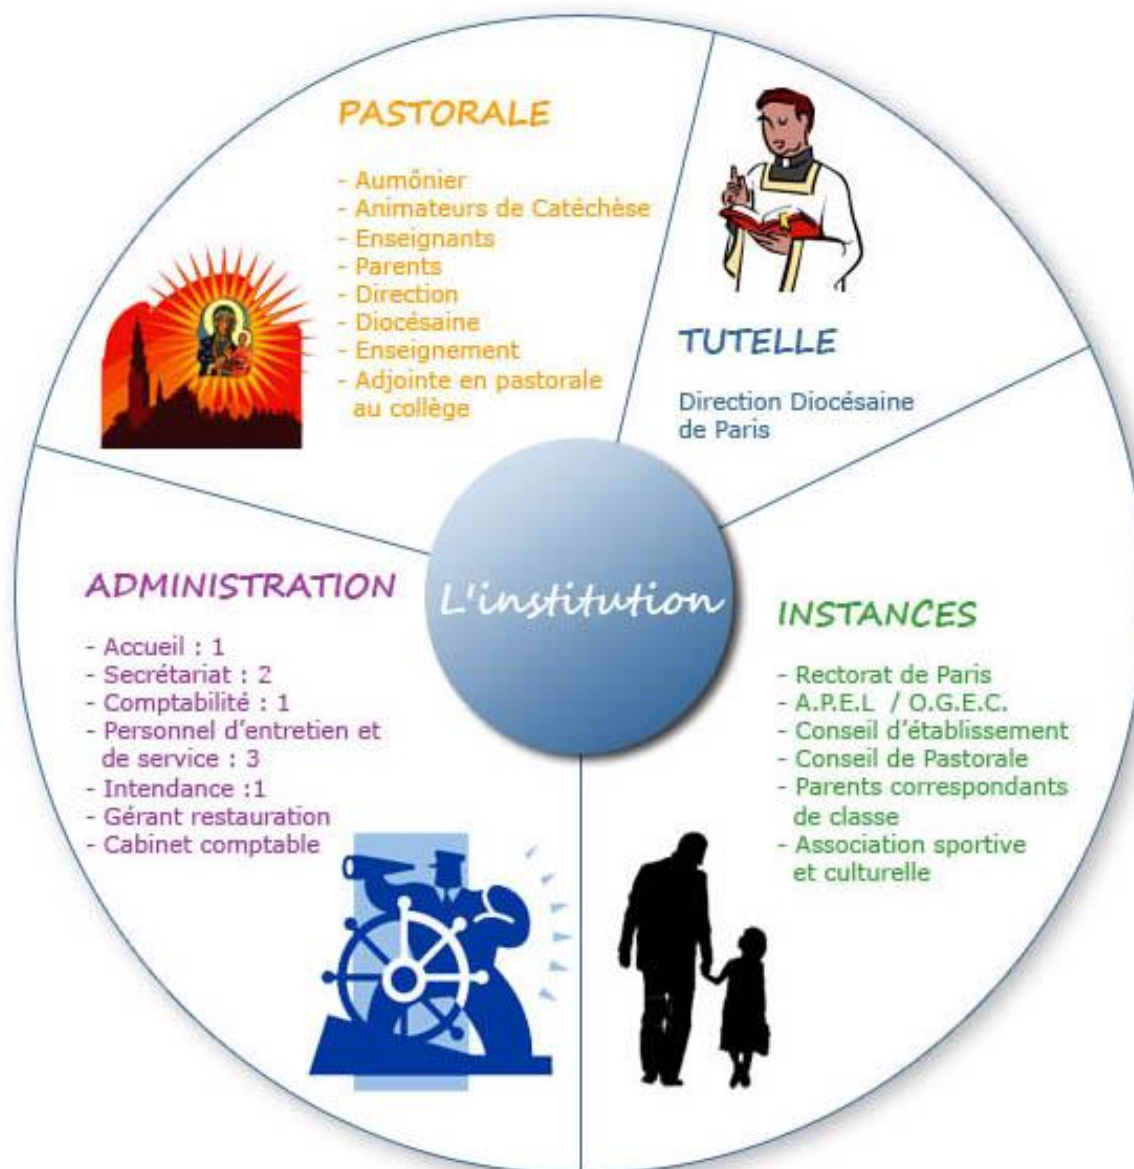 PASTORALE
- Aumônier
- Animateurs de Catéchèse
- Enseignants
- Parents
- Direction
- Diocésaine
- Enseignement
- Adjointe en pastorale
au collège
TUTELLE
Direction Diocésaine
de Paris
L'institution
ADMINISTRATION
- Accueil : 1
- Secrétariat : 2
- Comptabilité : 1
- Personnel d'entretien et
de service : 3
- Intendance :1
- Gérant restauration
- Cabinet comptable
INSTANCES
- Rectorat de Paris
- A.P.E.L / O.G.E.C.
- Conseil d'établissement
- Conseil de Pastorale
- Parents correspondants
de classe
- Association sportive
et culturelle